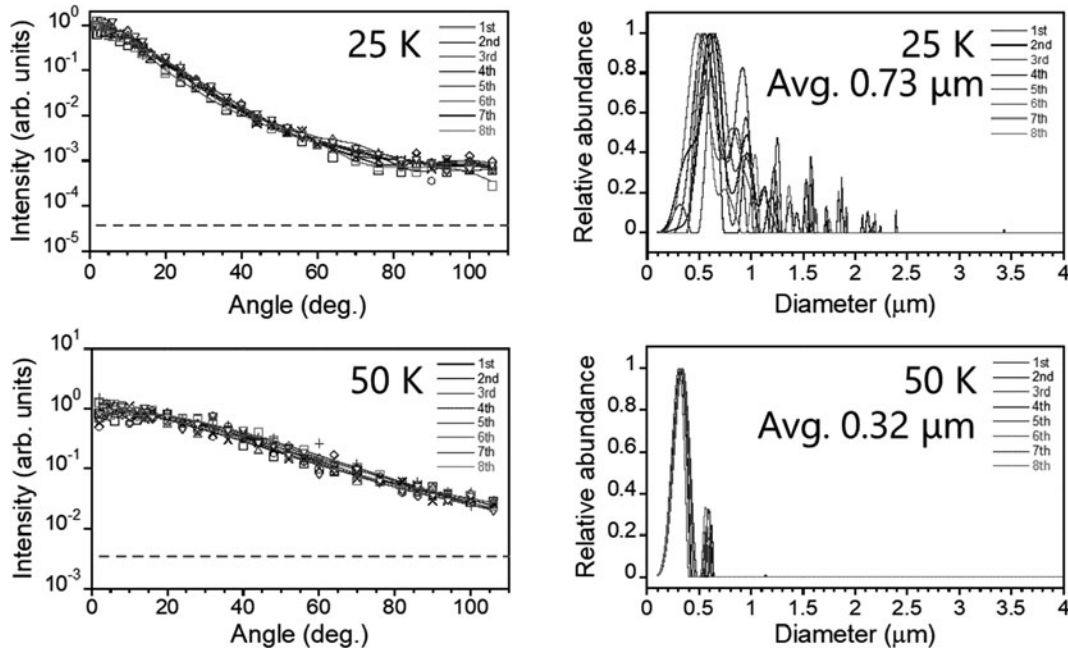 Intensity (arb. units)
10⁰
10⁻¹
10⁻²
10⁻³
10⁻⁴
10⁻⁵
25 K
1st
2nd
3rd
4th
5th
6th
7th
8th
0 20 40 60 80 100
Angle (deg.)
Relative abundance
1
0.8
0.6
0.4
0.2
0
25 K
Avg. 0.73 μm
1st
2nd
3rd
4th
5th
6th
7th
8th
0 0.5 1 1.5 2 2.5 3 3.5 4
Diameter (μm)
Intensity (arb. units)
10¹
10⁰
10⁻¹
10⁻²
10⁻³
50 K
1st
2nd
3rd
4th
5th
6th
7th
8th
0 20 40 60 80 100
Angle (deg.)
Relative abundance
1
0.8
0.6
0.4
0.2
0
50 K
Avg. 0.32 μm
1st
2nd
3rd
4th
5th
6th
7th
8th
0 0.5 1 1.5 2 2.5 3 3.5 4
Diameter (μm)